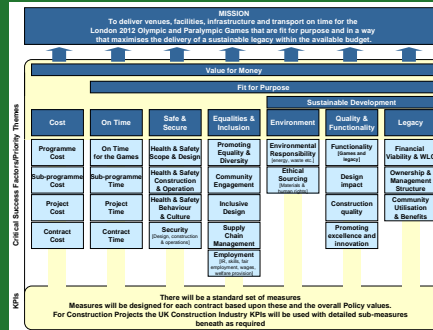 MISSION
To deliver venues, facilities, infrastructure and transport on time for the
London 2012 Olympic and Paralympic Games that are fit for purpose and in a way
that maximises the delivery of a sustainable legacy within the available budget.
Value for Money
Fit for Purpose
Sustainable Development
Critical Success Factors/Priority Themes
Cost
On Time
Safe &
Secure
Equalities &
Inclusion
Environment
Quality &
Functionality
Legacy
Programme
Cost
Sub-programme
Cost
Project
Cost
Contract
Cost
On Time
for the Games
Sub-programme
Time
Project
Time
Contract
Time
Health & Safety
Scope & Design
Health & Safety
Construction
& Operation
Health & Safety
Behaviour
& Culture
Security
[Design, construction
& operations]
Promoting
Equality &
Diversity
Community
Engagement
Inclusive
Design
Supply
Chain
Management
Employment
[IR, skills, fair
employment, wages,
welfare provision]
Environmental
Responsibility
[energy, waste etc.]
Ethical
Sourcing
[Materials &
human rights]
Functionality
[Games and
legacy]
Design
impact
Construction
quality
Promoting
excellence and
innovation
Financial
Viability & WLC
Ownership &
Management
Structure
Community
Utilisation
& Benefits
KPIs
There will be a standard set of measures
Measures will be designed for each contract based upon these and the overall Policy values.
For Construction Projects the UK Construction Industry KPIs will be used with detailed sub-measures
beneath as required